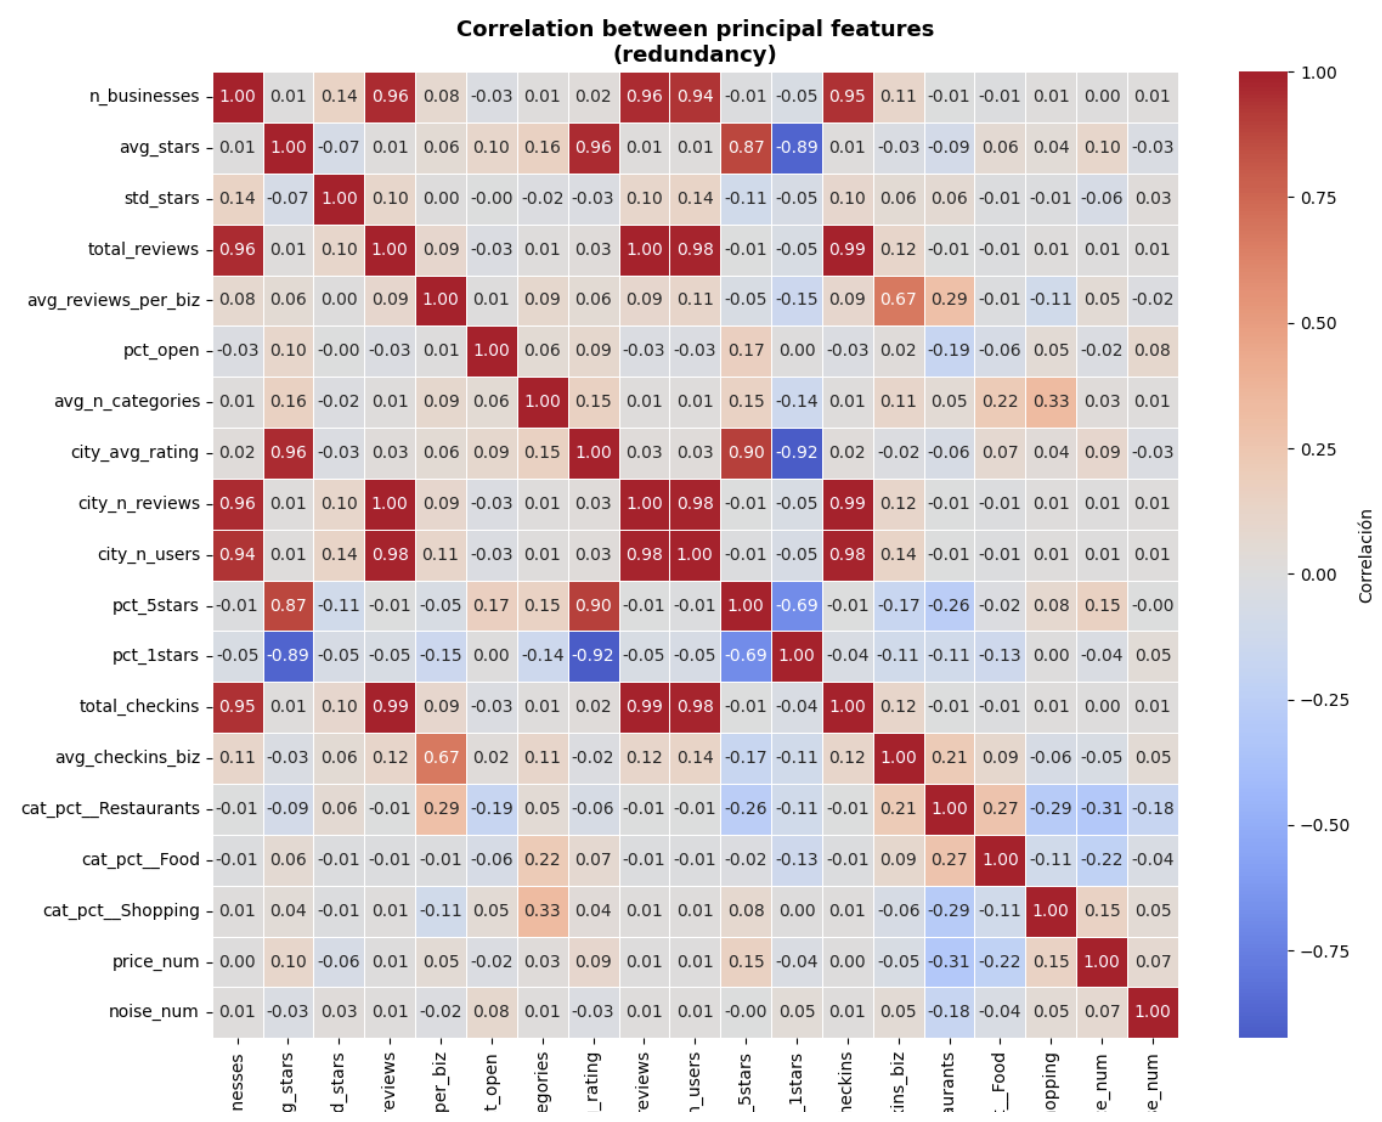 Correlation between principal features
(redundancy)
n_businesses 1.00 0.01 0.14 0.96 0.08 -0.03 0.01 0.02 0.96 0.94 -0.01 -0.05 0.95 0.11 -0.01 -0.01 0.01 0.00 0.01
avg_stars 0.01 1.00 -0.07 0.01 0.06 0.10 0.16 0.96 0.01 0.01 0.87 -0.89 0.01 -0.03 -0.09 0.06 0.04 0.10 -0.03
std_stars 0.14 -0.07 1.00 0.10 0.00 -0.00 -0.02 -0.03 0.10 0.14 -0.11 -0.05 0.10 0.06 0.06 -0.01 -0.01 -0.06 0.03
total_reviews 0.96 0.01 0.10 1.00 0.09 -0.03 0.01 0.03 1.00 0.98 -0.01 -0.05 0.99 0.12 -0.01 -0.01 0.01 0.01 0.01
avg_reviews_per_biz 0.08 0.06 0.00 0.09 1.00 0.01 0.09 0.06 0.09 0.11 -0.05 -0.15 0.09 0.67 0.29 -0.01 -0.11 0.05 -0.02
pct_open -0.03 0.10 -0.00 -0.03 0.01 1.00 0.06 0.09 -0.03 -0.03 0.17 0.00 -0.03 0.02 -0.19 -0.06 0.05 -0.02 0.08
avg_n_categories 0.01 0.16 -0.02 0.01 0.09 0.06 1.00 0.15 0.01 0.01 0.15 -0.14 0.01 0.11 0.05 0.22 0.33 0.03 0.01
city_avg_rating 0.02 0.96 -0.03 0.03 0.06 0.09 0.15 1.00 0.03 0.03 0.90 -0.92 0.02 -0.02 -0.06 0.07 0.04 0.09 -0.03
city_n_reviews 0.96 0.01 0.10 1.00 0.09 -0.03 0.01 0.03 1.00 0.98 -0.01 -0.05 0.99 0.12 -0.01 -0.01 0.01 0.01 0.01
city_n_users 0.94 0.01 0.14 0.98 0.11 -0.03 0.01 0.03 0.98 1.00 -0.01 -0.05 0.98 0.14 -0.01 -0.01 0.01 0.01 0.01
pct_5stars -0.01 0.87 -0.11 -0.01 -0.05 0.17 0.15 0.90 -0.01 -0.01 1.00 -0.69 -0.01 -0.17 -0.26 -0.02 0.08 0.15 -0.00
pct_1stars -0.05 -0.89 -0.05 -0.05 -0.15 0.00 -0.14 -0.92 -0.05 -0.05 -0.69 1.00 -0.04 -0.11 -0.11 -0.13 0.00 -0.04 0.05
total_checkins 0.95 0.01 0.10 0.99 0.09 -0.03 0.01 0.02 0.99 0.98 -0.01 -0.04 1.00 0.12 -0.01 -0.01 0.01 0.00 0.01
avg_checkins_biz 0.11 -0.03 0.06 0.12 0.67 0.02 0.11 -0.02 0.12 0.14 -0.17 -0.11 0.12 1.00 0.21 0.09 -0.06 -0.05 0.05
cat_pct__Restaurants -0.01 -0.09 0.06 -0.01 0.29 -0.19 0.05 -0.06 -0.01 -0.01 -0.26 -0.11 -0.01 0.21 1.00 0.27 -0.29 -0.31 -0.18
cat_pct__Food -0.01 0.06 -0.01 -0.01 -0.01 -0.06 0.22 0.07 -0.01 -0.01 -0.02 -0.13 -0.01 0.09 0.27 1.00 -0.11 -0.22 -0.04
cat_pct__Shopping 0.01 0.04 -0.01 0.01 -0.11 0.05 0.33 0.04 0.01 0.01 0.08 0.00 0.01 -0.06 -0.29 -0.11 1.00 0.15 0.05
price_num 0.00 0.10 -0.06 0.01 0.05 -0.02 0.03 0.09 0.01 0.01 0.15 -0.04 0.00 -0.05 -0.31 -0.22 0.15 1.00 0.07
noise_num 0.01 -0.03 0.03 0.01 -0.02 0.08 0.01 -0.03 0.01 0.01 -0.00 0.05 0.01 0.05 -0.18 -0.04 0.05 0.07 1.00
nesses
g_stars
d_stars
reviews
per_biz
t_open
egories
_rating
reviews
n_users
_5stars
_1stars
neckins
kins_biz
aurants
t__Food
hopping
ce_num
se_num
1.00
0.75
0.50
0.25
0.00
−0.25
−0.50
−0.75
Correlación